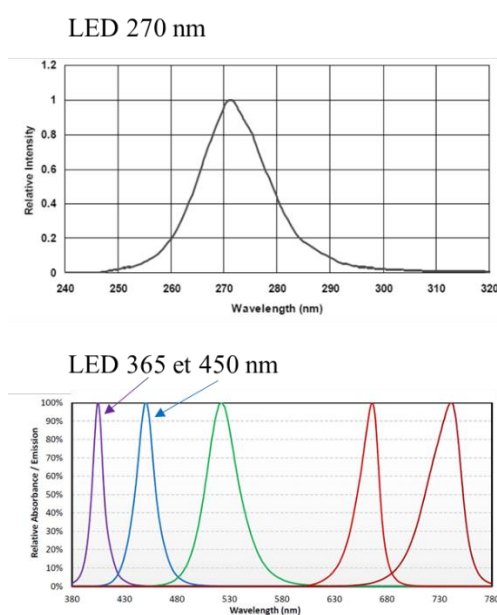 LED 270 nm
1.2
1
0.8
0.6
0.4
0.2
0
Relative Intensity
240 250 260 270 280 290 300 310 320
Wavelength (nm)
LED 365 et 450 nm
100%
90%
80%
70%
60%
50%
40%
30%
20%
10%
0%
Relative Absorbance / Emission
380 430 480 530 580 630 680 730 780
Wavelength (nm)